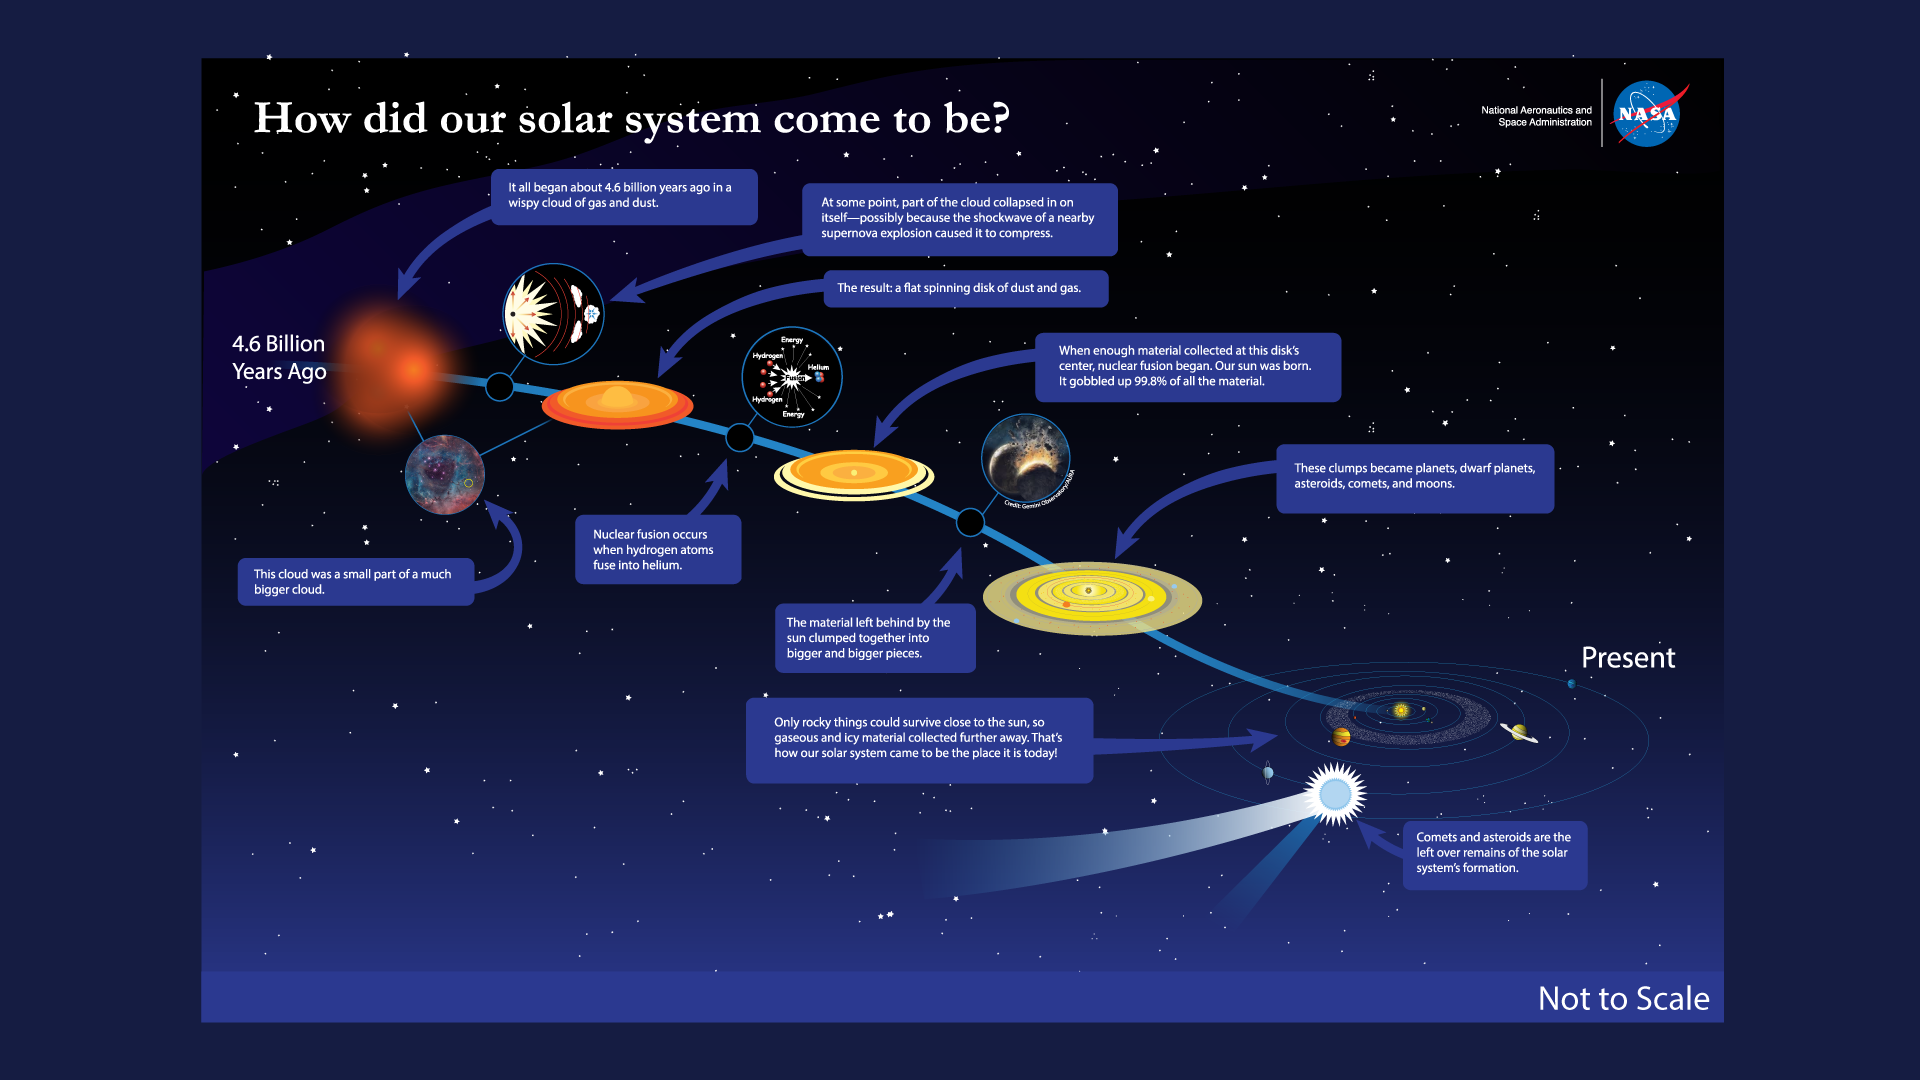 How did our solar system come to be?
National Aeronautics and
Space Administration
NASA
It all began about 4.6 billion years ago in a
wispy cloud of gas and dust.
At some point, part of the cloud collapsed in on
itself—possibly because the shockwave of a nearby
supernova explosion caused it to compress.
The result: a flat spinning disk of dust and gas.
4.6 Billion
Years Ago
Energy
Hydrogen
Helium
Fusion
Hydrogen
Energy
When enough material collected at this disk's
center, nuclear fusion began. Our sun was born.
It gobbled up 99.8% of all the material.
Credit: Gemini Observatory/AURA
These clumps became planets, dwarf planets,
asteroids, comets, and moons.
Nuclear fusion occurs
when hydrogen atoms
fuse into helium.
This cloud was a small part of a much
bigger cloud.
The material left behind by the
sun clumped together into
bigger and bigger pieces.
Present
Only rocky things could survive close to the sun, so
gaseous and icy material collected further away. That's
how our solar system came to be the place it is today!
Comets and asteroids are the
left over remains of the solar
system's formation.
Not to Scale